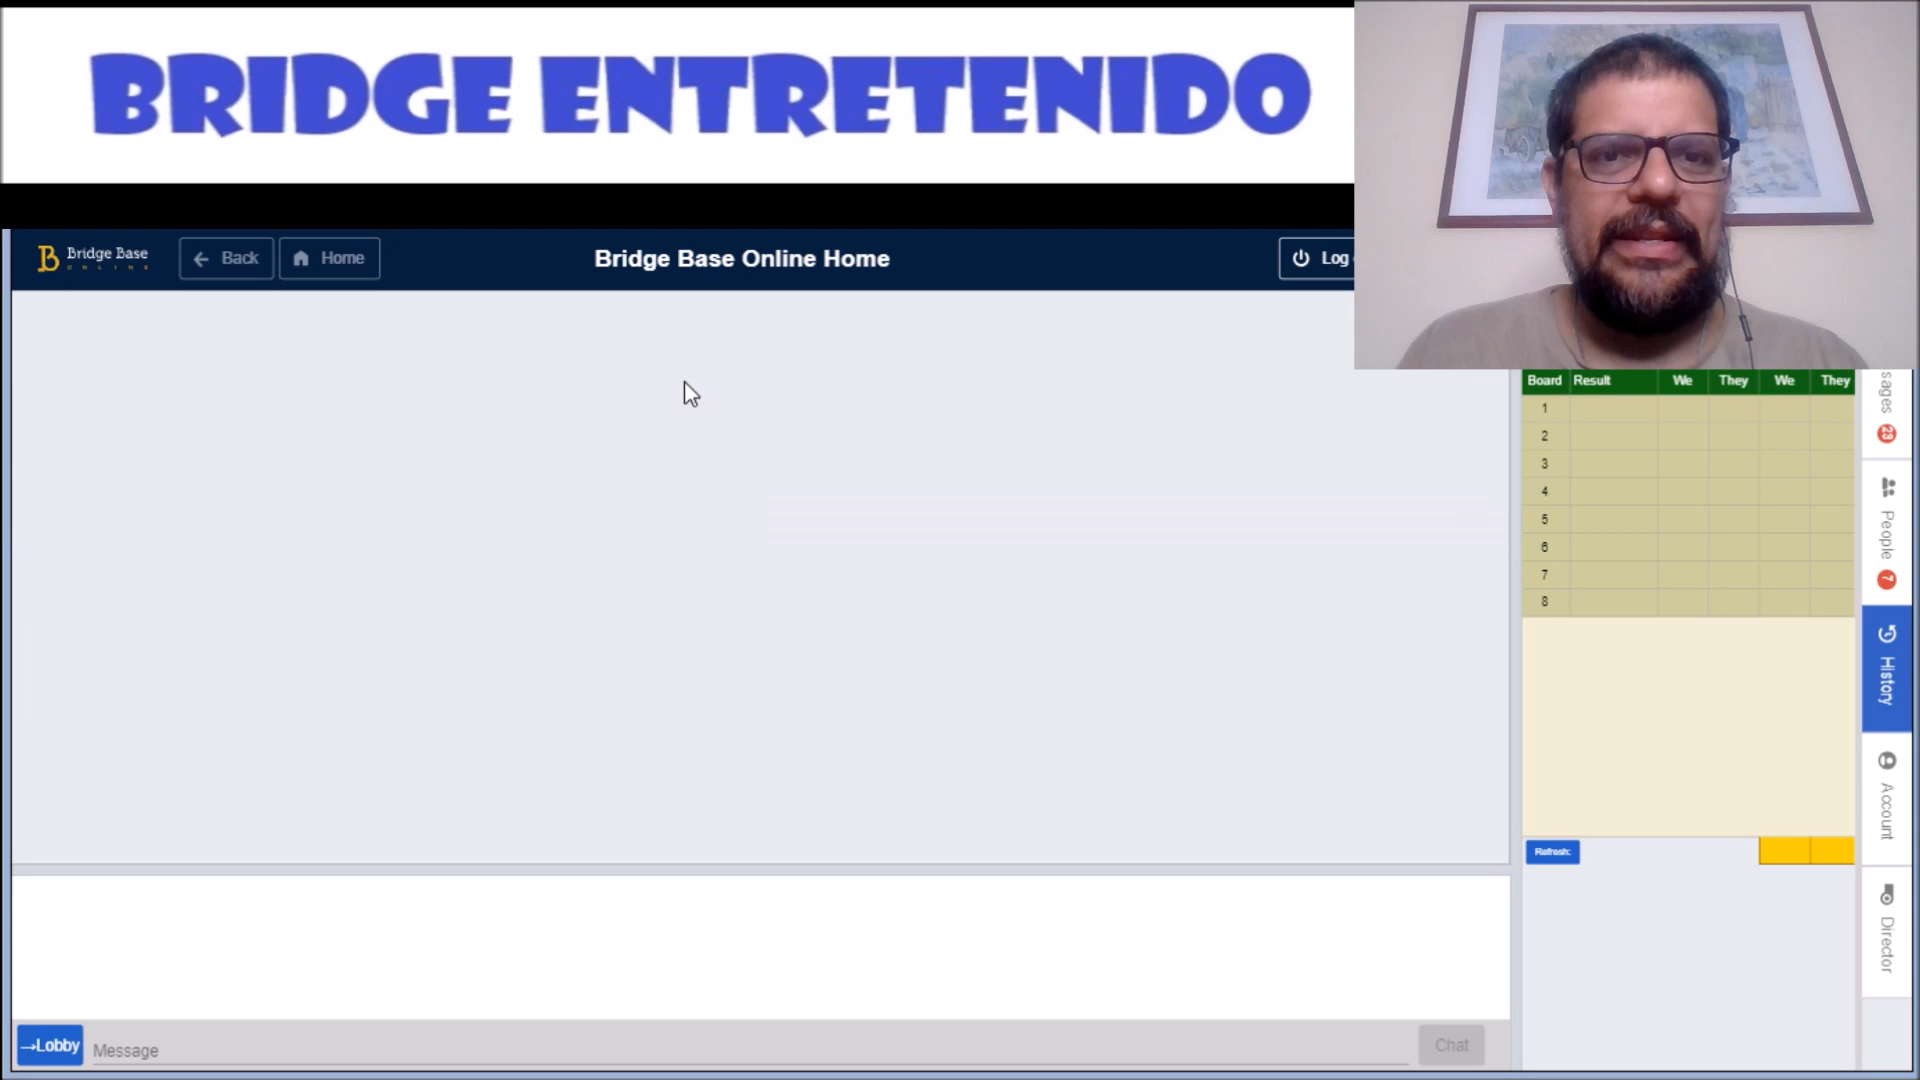 BRIDGE ENTRETENIDO
Bridge Base
ONLINE
Back
Home
Bridge Base Online Home
Log
Board Result We They We They
1
2
3
4
5
6
7
8
Refresh:
sages 23
People 7
History
Account
Director
→Lobby
Message
Chat